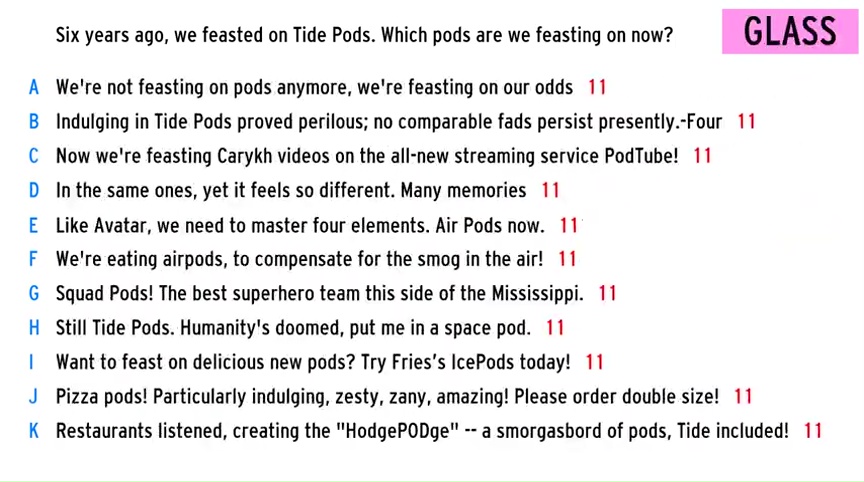 Six years ago, we feasted on Tide Pods. Which pods are we feasting on now?
GLASS
A We're not feasting on pods anymore, we're feasting on our odds 11
B Indulging in Tide Pods proved perilous; no comparable fads persist presently.-Four 11
C Now we're feasting Carykh videos on the all-new streaming service PodTube! 11
D In the same ones, yet it feels so different. Many memories 11
E Like Avatar, we need to master four elements. Air Pods now. 11
F We're eating airpods, to compensate for the smog in the air! 11
G Squad Pods! The best superhero team this side of the Mississippi. 11
H Still Tide Pods. Humanity's doomed, put me in a space pod. 11
I Want to feast on delicious new pods? Try Fries's IcePods today! 11
J Pizza pods! Particularly indulging, zesty, zany, amazing! Please order double size! 11
K Restaurants listened, creating the "HodgePODge" -- a smorgasbord of pods, Tide included! 11